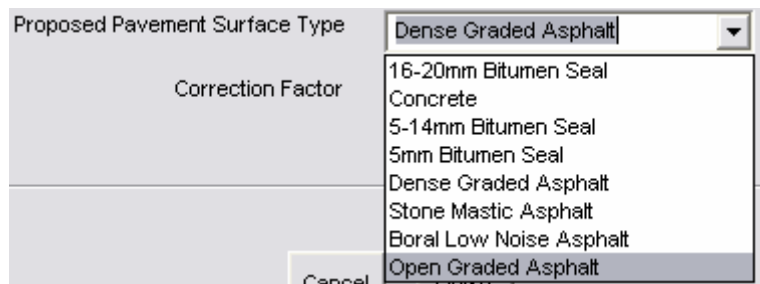 Proposed Pavement Surface Type Dense Graded Asphalt
16-20mm Bitumen Seal
Correction Factor
Concrete
5-14mm Bitumen Seal
5mm Bitumen Seal
Dense Graded Asphalt
Stone Mastic Asphalt
Boral Low Noise Asphalt
Open Graded Asphalt
Cancel